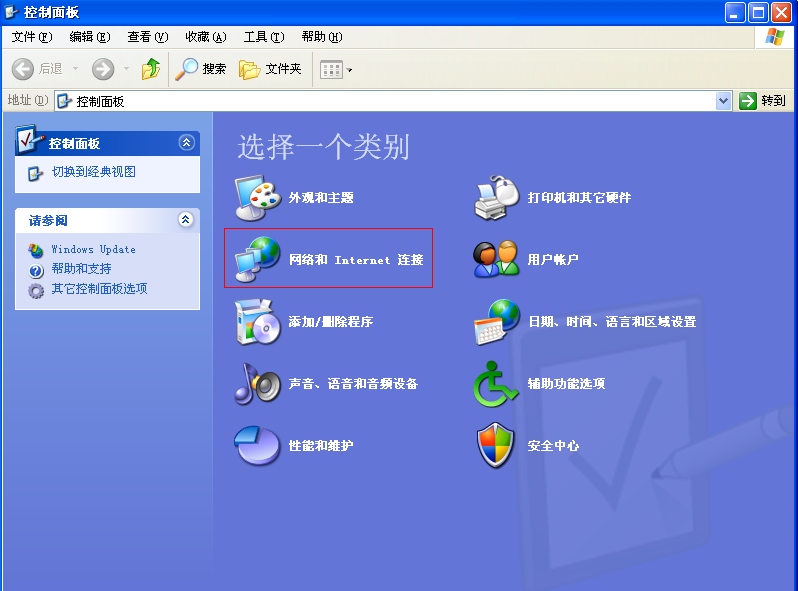 控制面板
文件(F) 编辑(E) 查看(V) 收藏(A) 工具(T) 帮助(H)
后退 搜索 文件夹
地址(D) 控制面板 转到
控制面板
切换到经典视图
请参阅
Windows Update
帮助和支持
其它控制面板选项
选择一个类别
外观和主题
打印机和其它硬件
网络和 Internet 连接
用户帐户
添加/删除程序
日期、时间、语言和区域设置
声音、语音和音频设备
辅助功能选项
性能和维护
安全中心